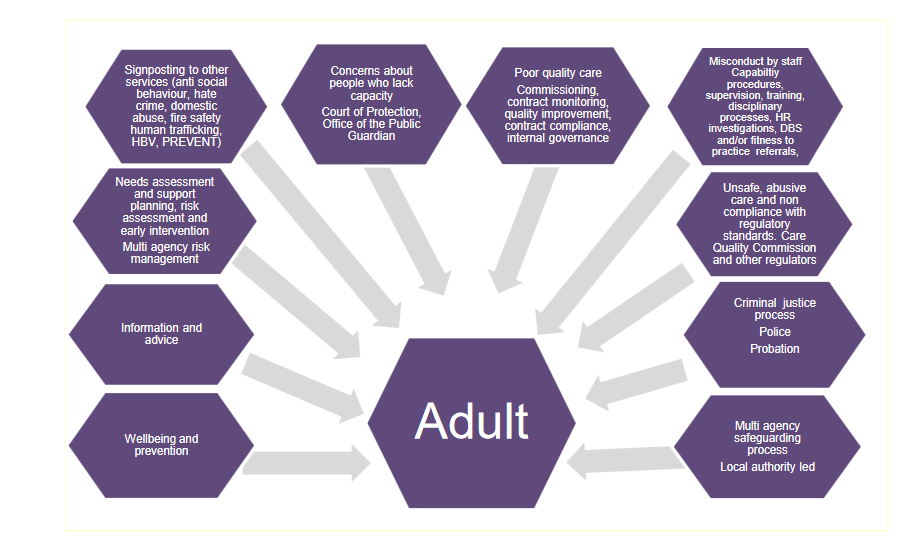 Signposting to other
services (anti social
behaviour, hate
crime, domestic
abuse, fire safety
human trafficking,
HBV, PREVENT)
Concerns about
people who lack
capacity
Court of Protection,
Office of the Public
Guardian
Poor quality care
Commissioning,
contract monitoring,
quality improvement,
contract compliance,
internal governance
Misconduct by staff
Capabiltiy
procedures,
supervision, training,
disciplinary
processes, HR
investigations, DBS
and/or fitness to
practice referrals,
Needs assessment
and support
planning, risk
assessment and
early intervention
Multi agency risk
management
Unsafe, abusive
care and non
compliance with
regulatory
standards. Care
Quality Commission
and other regulators
Information and
advice
Criminal justice
process
Police
Probation
Wellbeing and
prevention
Adult
Multi agency
safeguarding
process
Local authority led